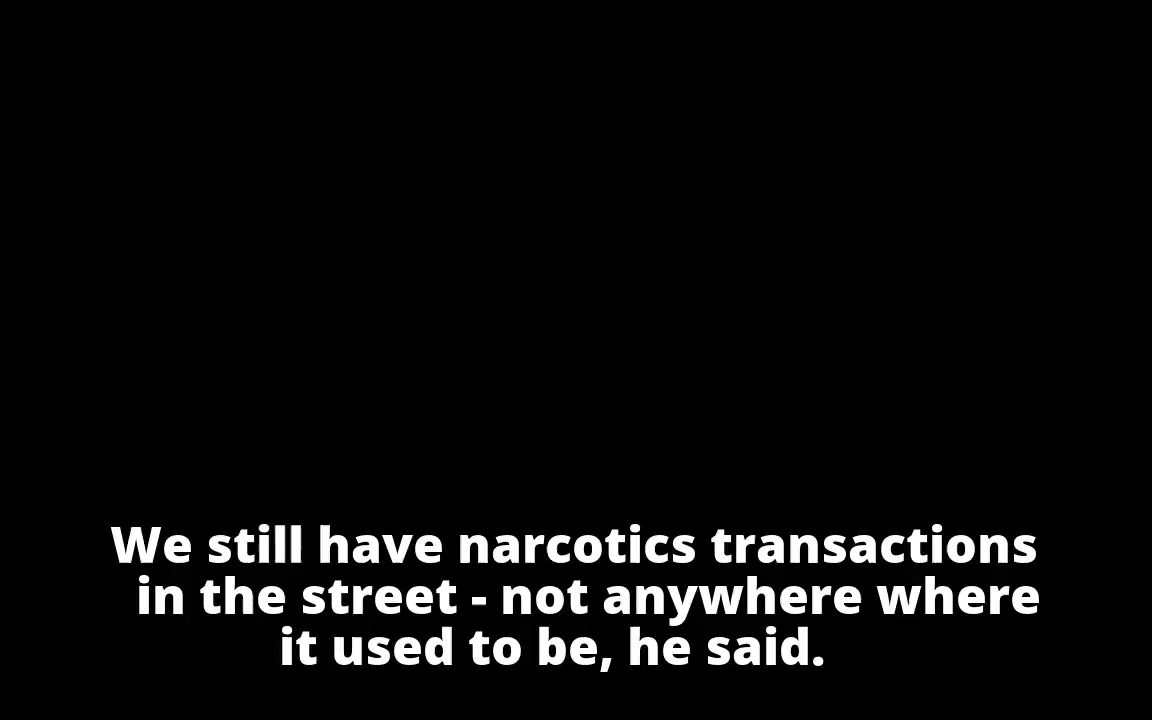 We still have narcotics transactions
in the street - not anywhere where
it used to be, he said.